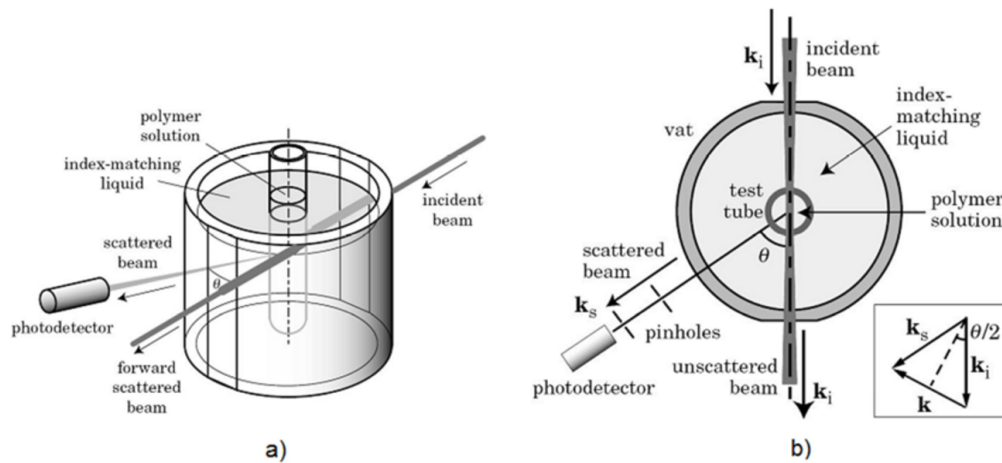 polymer
solution
index-matching
liquid
incident
beam
scattered
beam
θ
photodetector
forward
scattered
beam
a)
k_i
incident
beam
index-
matching
liquid
vat
test
tube
polymer
solution
θ
scattered
beam
k_s
pinholes
photodetector
unscattered
beam
k_i
k_s
θ/2
k_i
k
b)